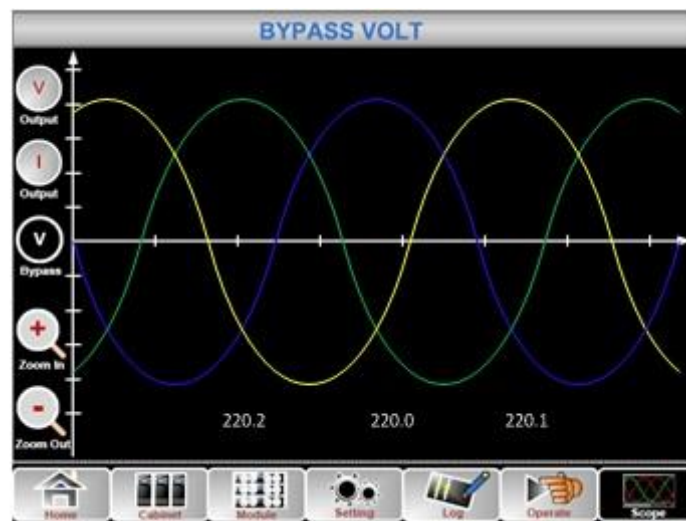 BYPASS VOLT
V
Output
I
Output
V
Bypass
Zoom In
Zoom Out
220.2 220.0 220.1
Home Cabinet Module Setting Log Operate Scope